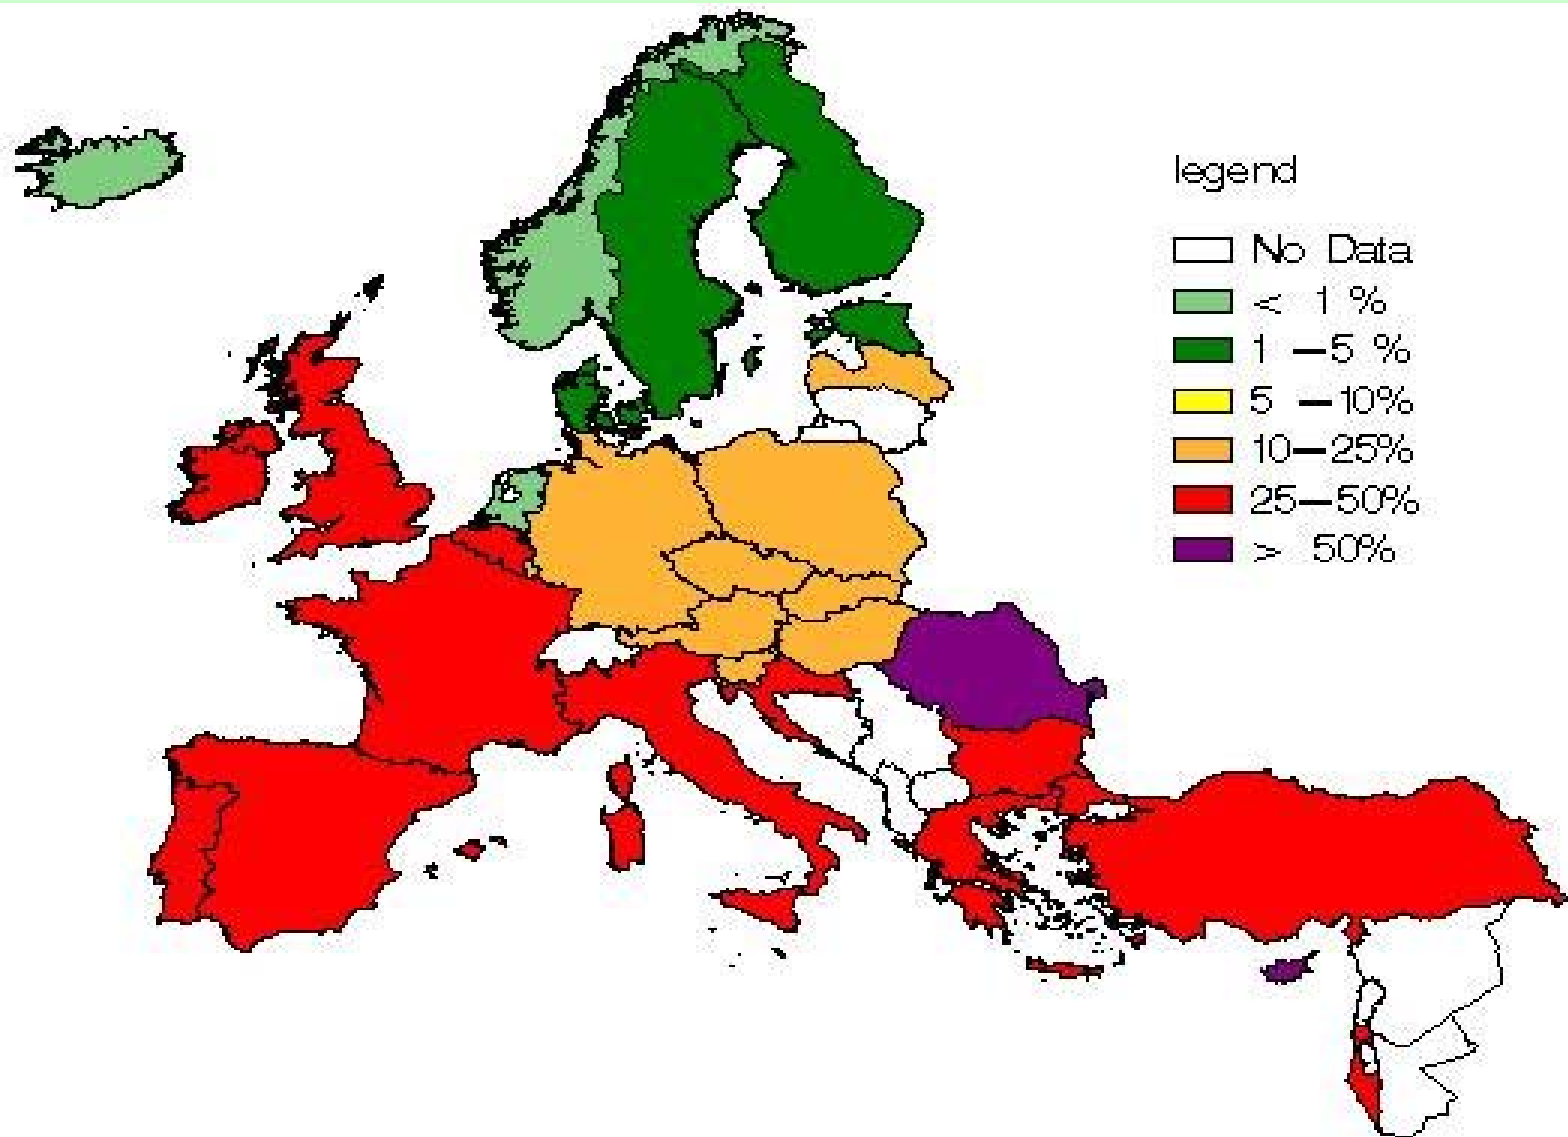 legend
No Data
< 1 %
1 –5 %
5 –10%
10–25%
25–50%
> 50%